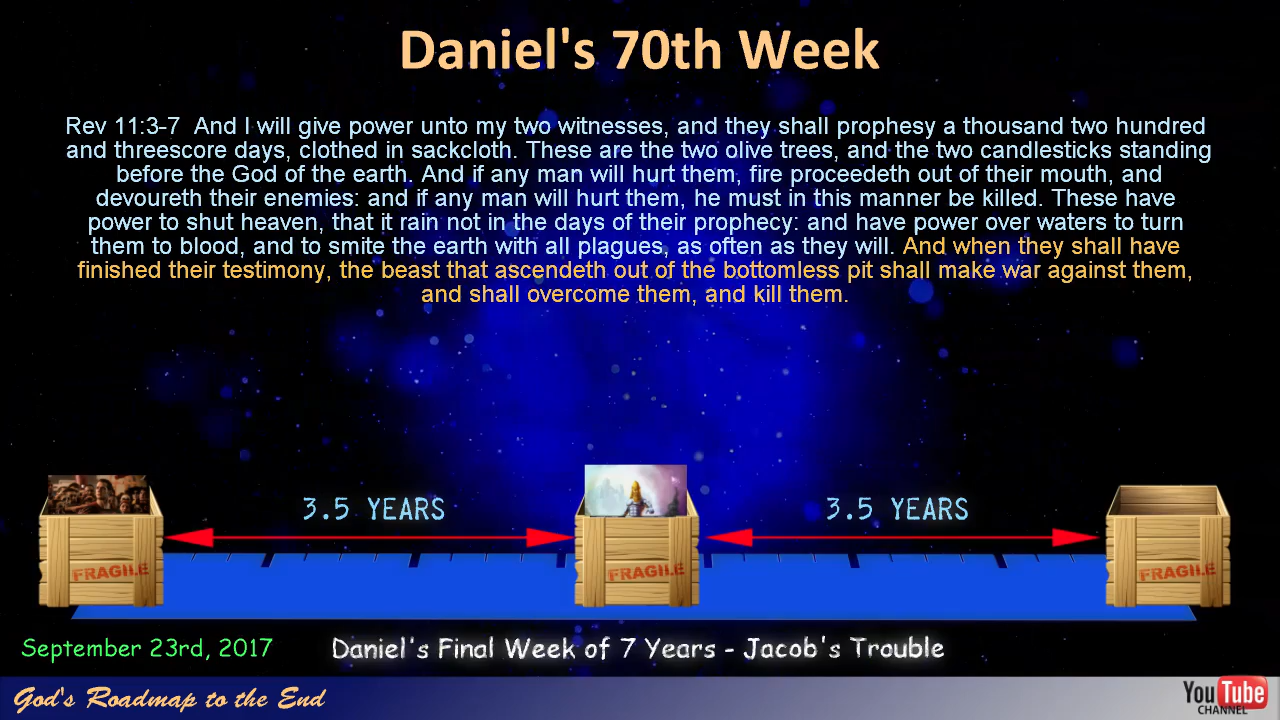 Daniel's 70th Week
Rev 11:3-7  And I will give power unto my two witnesses, and they shall prophesy a thousand two hundred
and threescore days, clothed in sackcloth. These are the two olive trees, and the two candlesticks standing
before the God of the earth. And if any man will hurt them, fire proceedeth out of their mouth, and
devoureth their enemies: and if any man will hurt them, he must in this manner be killed. These have
power to shut heaven, that it rain not in the days of their prophecy: and have power over waters to turn
them to blood, and to smite the earth with all plagues, as often as they will. And when they shall have
finished their testimony, the beast that ascendeth out of the bottomless pit shall make war against them,
and shall overcome them, and kill them.
3.5 YEARS
3.5 YEARS
FRAGILE
FRAGILE
FRAGILE
September 23rd, 2017
Daniel's Final Week of 7 Years - Jacob's Trouble
God's Roadmap to the End
YouTube
CHANNEL